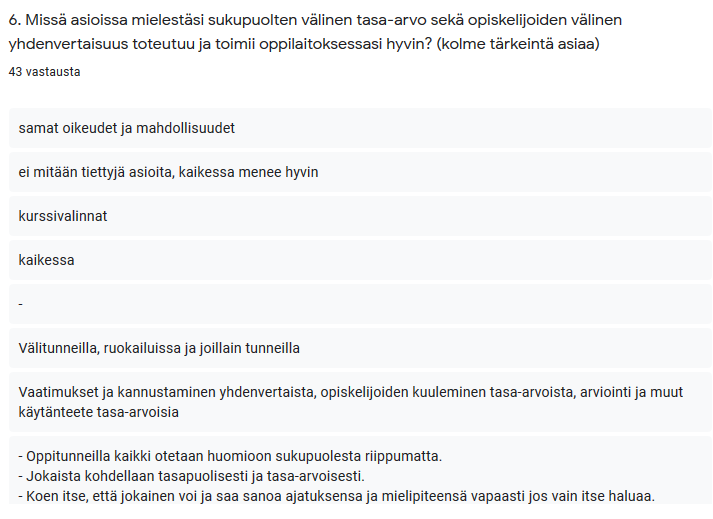 6. Missä asioissa mielestäsi sukupuolten välinen tasa-arvo sekä opiskelijoiden välinen
yhdenvertaisuus toteutuu ja toimii oppilaitoksessasi hyvin? (kolme tärkeintä asiaa)
43 vastausta
samat oikeudet ja mahdollisuudet
ei mitään tiettyjä asioita, kaikessa menee hyvin
kurssivalinnat
kaikessa
-
Välitunneilla, ruokailuissa ja joillain tunneilla
Vaatimukset ja kannustaminen yhdenvertaista, opiskelijoiden kuuleminen tasa-arvoista, arviointi ja muut
käytänteete tasa-arvoisia
- Oppitunneilla kaikki otetaan huomioon sukupuolesta riippumatta.
- Jokaista kohdellaan tasapuolisesti ja tasa-arvoisesti.
- Koen itse, että jokainen voi ja saa sanoa ajatuksensa ja mielipiteensä vapaasti jos vain itse haluaa.